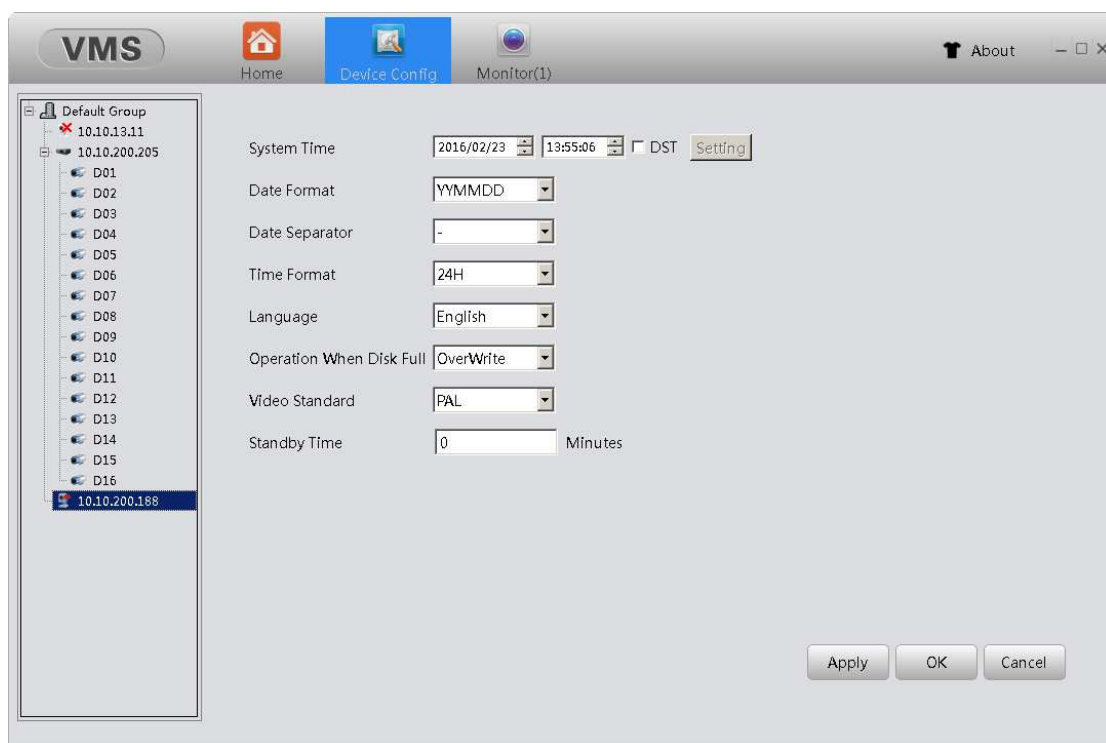 VMS
Home
Device Config
Monitor(1)
About
Default Group
10.10.13.11
10.10.200.205
D01
D02
D03
D04
D05
D06
D07
D08
D09
D10
D11
D12
D13
D14
D15
D16
10.10.200.188
System Time 2016/02/23 13:55:06 DST Setting
Date Format YYMMDD
Date Separator -
Time Format 24H
Language English
Operation When Disk Full OverWrite
Video Standard PAL
Standby Time 0 Minutes
Apply OK Cancel